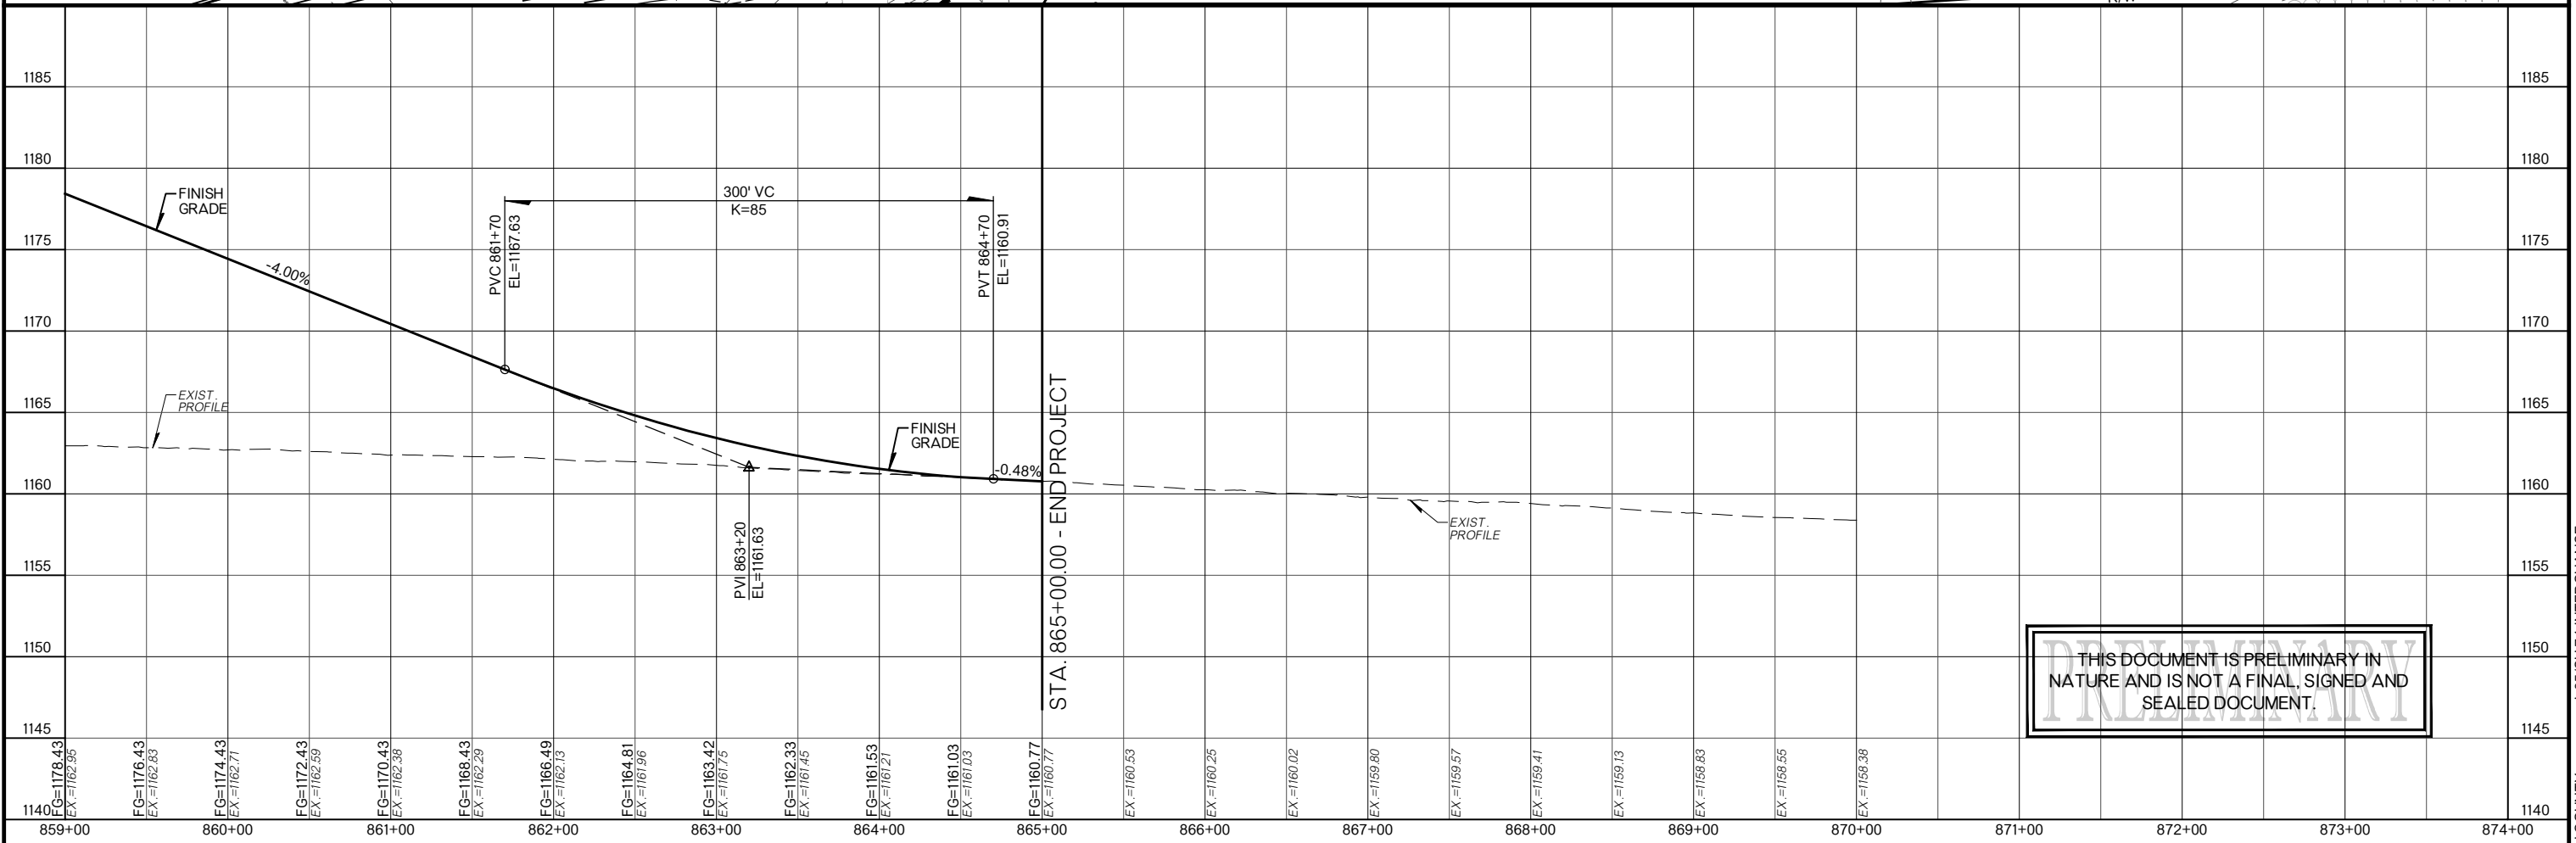 1185
1180
1175
1170
1165
1160
1155
1150
1145
1140
1185
1180
1175
1170
1165
1160
1155
1150
1145
1140
FINISH
GRADE
-4.00%
EXIST.
PROFILE
300' VC
K=85
PVC 861+70
EL=1167.63
PVT 864+70
EL=1160.91
PVI 863+20
EL=1161.63
FINISH
GRADE
-0.48%
STA. 865+00.00 - END PROJECT
EXIST.
PROFILE
PRELIMINARY
THIS DOCUMENT IS PRELIMINARY IN
NATURE AND IS NOT A FINAL, SIGNED AND
SEALED DOCUMENT.
FG=1178.43
EX.=1162.95
FG=1176.43
EX.=1162.83
FG=1174.43
EX.=1162.71
FG=1172.43
EX.=1162.59
FG=1170.43
EX.=1162.38
FG=1168.43
EX.=1162.29
FG=1166.49
EX.=1162.13
FG=1164.81
EX.=1161.96
FG=1163.42
EX.=1161.75
FG=1162.33
EX.=1161.45
FG=1161.53
EX.=1161.21
FG=1161.03
EX.=1161.03
FG=1160.77
EX.=1160.77
EX.=1160.53
EX.=1160.25
EX.=1160.02
EX.=1159.80
EX.=1159.57
EX.=1159.41
EX.=1159.13
EX.=1158.83
EX.=1158.55
EX.=1158.38
859+00
860+00
861+00
862+00
863+00
864+00
865+00
866+00
867+00
868+00
869+00
870+00
871+00
872+00
873+00
874+00